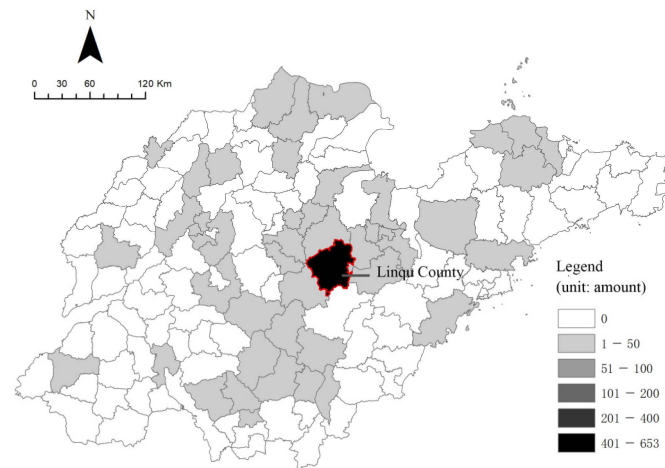 N
0 30 60 120 Km
Linqu County
Legend
(unit: amount)
0
1 - 50
51 - 100
101 - 200
201 - 400
401 - 653